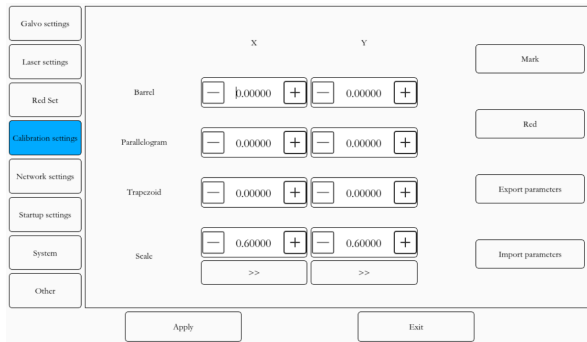 Galvo settings
Laser settings
Red Set
Calibration settings
Network settings
Startup settings
System
Other
X Y
Barrel 0.00000 0.00000
Parallelogram 0.00000 0.00000
Trapezoid 0.00000 0.00000
Scale 0.60000 0.60000
>> >>
Mark
Red
Export parameters
Import parameters
Apply Exit